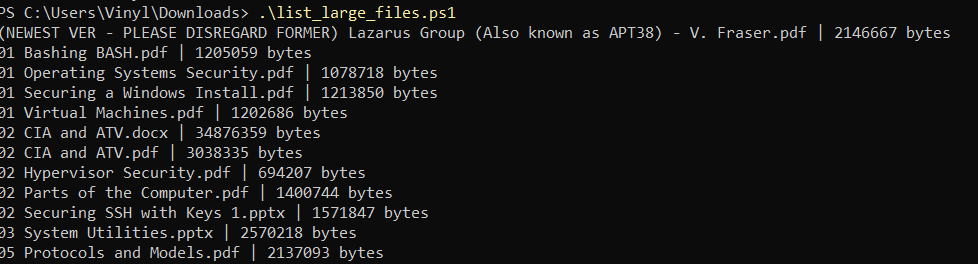 PS C:\Users\Vinyl\Downloads> .\list_large_files.ps1
(NEWEST VER - PLEASE DISREGARD FORMER) Lazarus Group (Also known as APT38) - V. Fraser.pdf | 2146667 bytes
01 Bashing BASH.pdf | 1205059 bytes
01 Operating Systems Security.pdf | 1078718 bytes
01 Securing a Windows Install.pdf | 1213850 bytes
01 Virtual Machines.pdf | 1202686 bytes
02 CIA and ATV.docx | 34876359 bytes
02 CIA and ATV.pdf | 3038335 bytes
02 Hypervisor Security.pdf | 694207 bytes
02 Parts of the Computer.pdf | 1400744 bytes
02 Securing SSH with Keys 1.pptx | 1571847 bytes
03 System Utilities.pptx | 2570218 bytes
05 Protocols and Models.pdf | 2137093 bytes